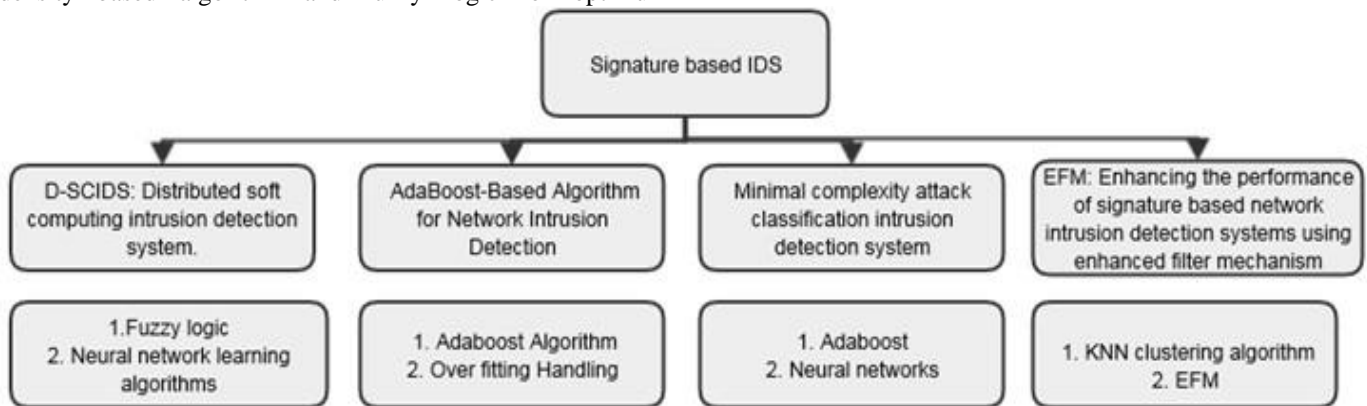 Signature based IDS
D-SCIDS: Distributed soft
computing intrusion detection
system.
AdaBoost-Based Algorithm
for Network Intrusion
Detection
Minimal complexity attack
classification intrusion
detection system
EFM: Enhancing the performance
of signature based network
intrusion detection systems using
enhanced filter mechanism
1.Fuzzy logic
2. Neural network learning
algorithms
1. Adaboost Algorithm
2. Over fitting Handling
1. Adaboost
2. Neural networks
1. KNN clustering algorithm
2. EFM